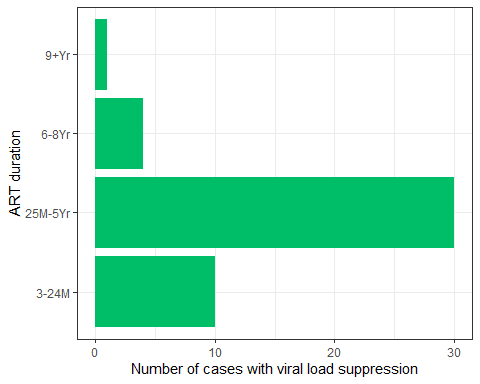 9+Yr
6-8Yr
25M-5Yr
3-24M
ART duration
0
10
20
30
Number of cases with viral load suppression